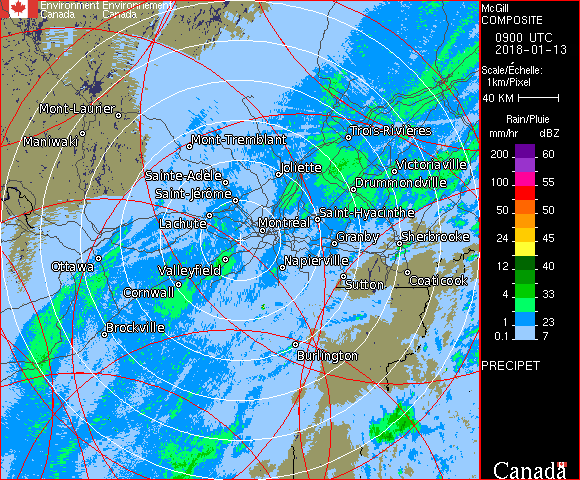 Environment Environnement
Canada Canada
McGill
COMPOSITE
0900 UTC
2018-01-13
Scale/Échelle:
1km/Pixel
40 KM
Rain/Pluie
mm/hr dBZ
200 60
100 55
50 50
24 45
12 40
4 33
1 23
0.1 7
PRECIPET
Canada
Mont-Laurier
Maniwaki
Mont-Tremblant
Trois-Rivières
Sainte-Adèle
Joliette
Victoriaville
Saint-Jérôme
Drummondville
Lachute
Montréal
Saint-Hyacinthe
Granby
Sherbrooke
Ottawa
Valleyfield
Napierville
Cornwall
Sutton
Coaticook
Brockville
Burlington